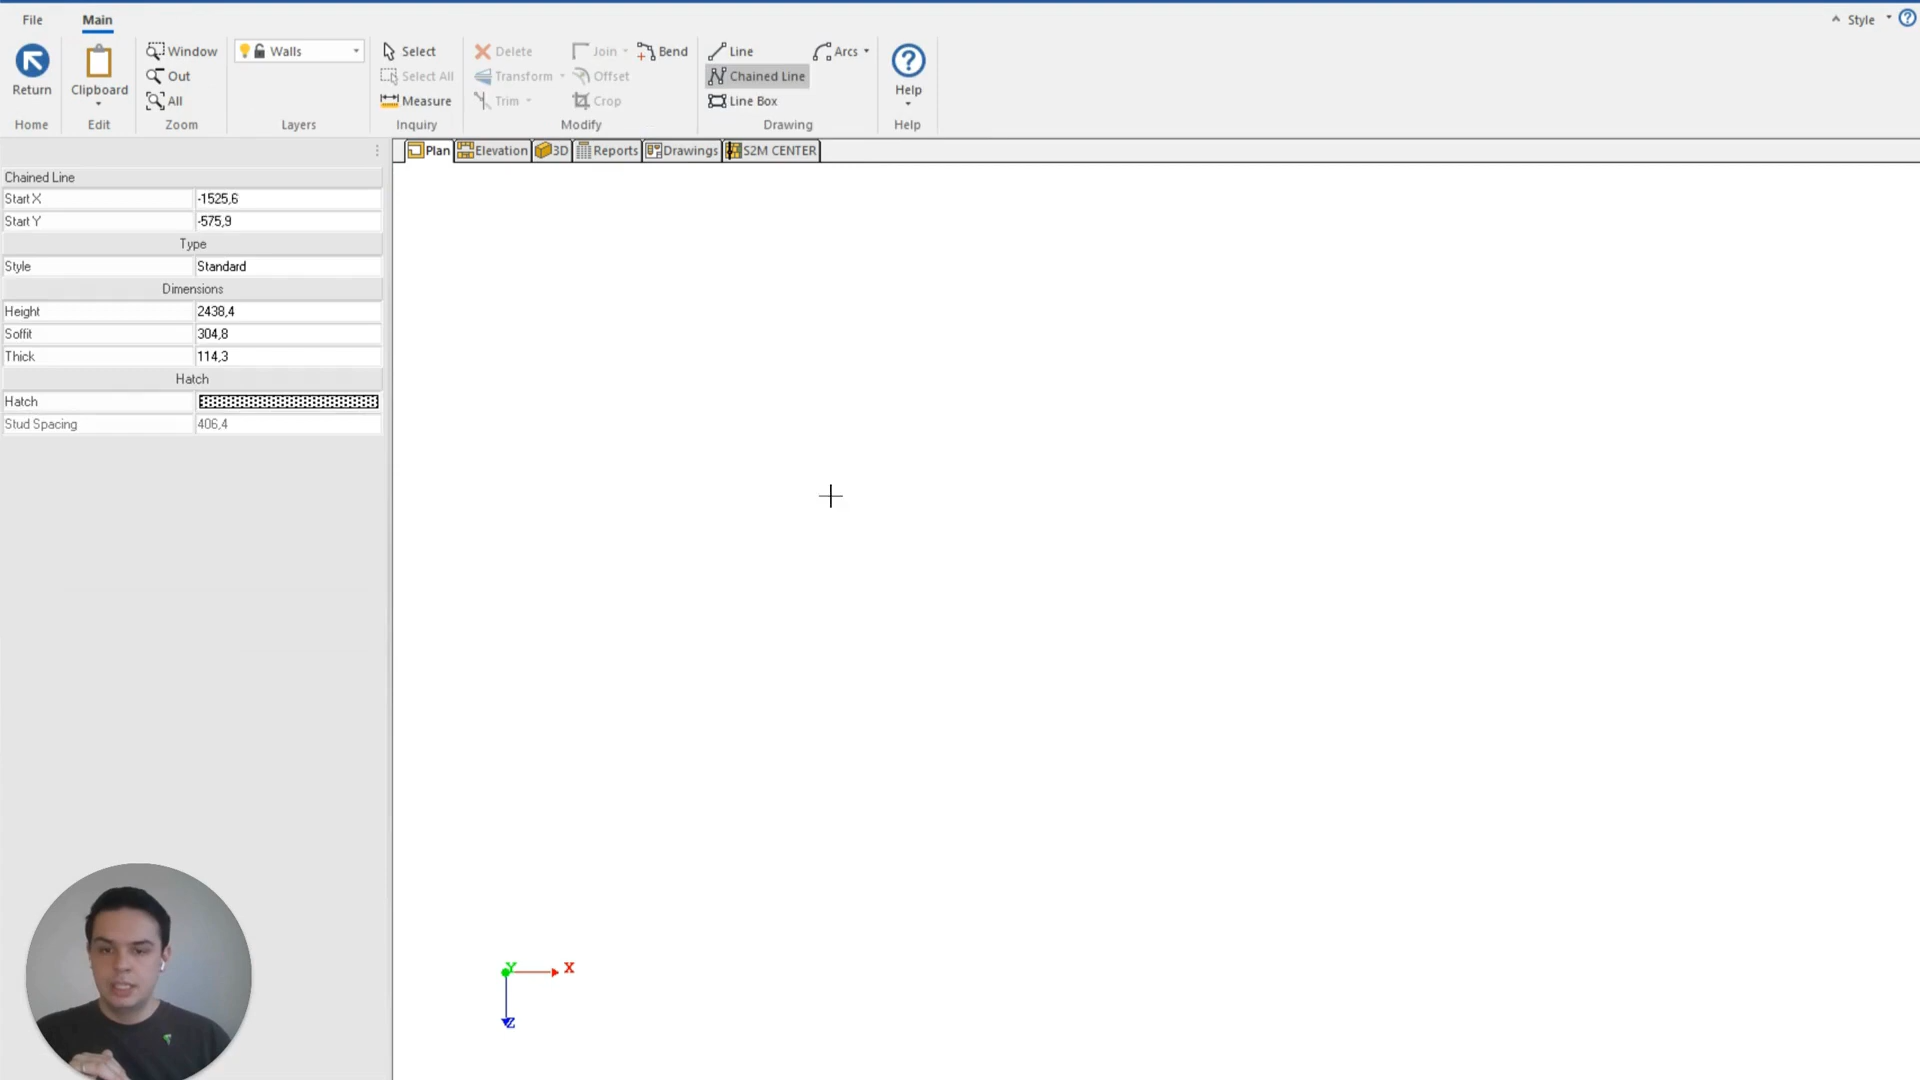 File
Main
Style
Return
Clipboard
Window
Out
All
Walls
Select
Select All
Measure
Delete
Transform
Trim
Join
Offset
Crop
Bend
Line
Chained Line
Line Box
Arcs
Help
Home
Edit
Zoom
Layers
Inquiry
Modify
Drawing
Help
Plan
Elevation
3D
Reports
Drawings
S2M CENTER
Chained Line
Start X -1525,6
Start Y -575,9
Type
Style Standard
Dimensions
Height 2438,4
Soffit 304,8
Thick 114,3
Hatch
Hatch
Stud Spacing 406,4
Y X
Z